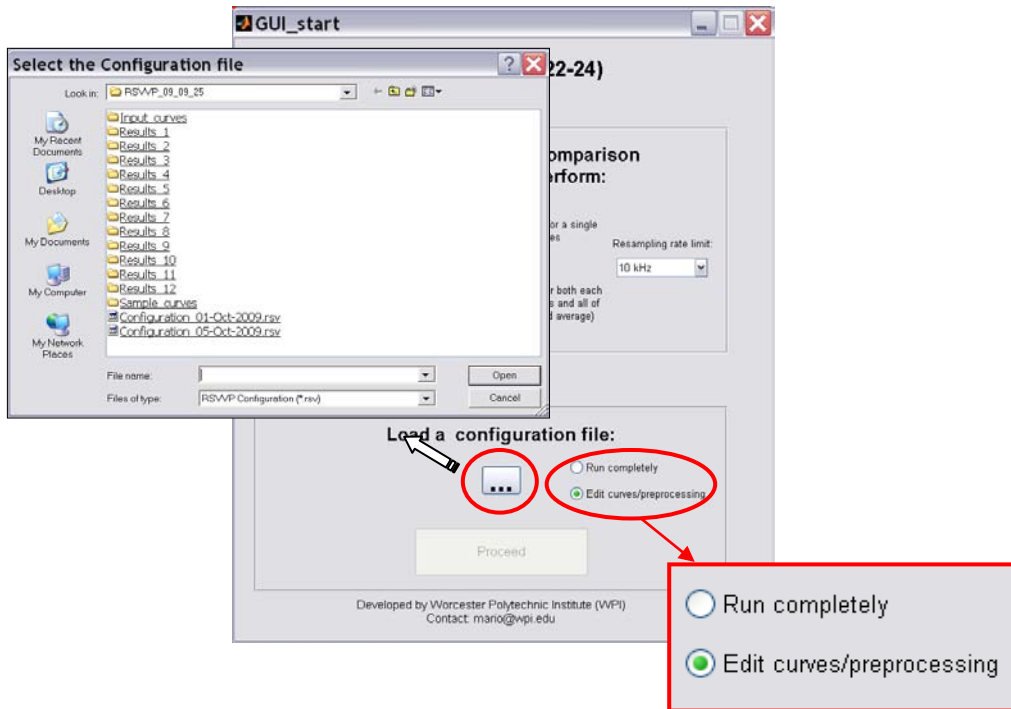 GUI_start
Select the Configuration file
22-24)
Look in:
RSVVP_09_09_25
My Recent
Documents
Desktop
My Documents
My Computer
My Network
Places
Input_curves
Results_1
Results_2
Results_3
Results_4
Results_5
Results_6
Results_7
Results_8
Results_9
Results_10
Results_11
Results_12
Sample_curves
Configuration_01-Oct-2009.rsv
Configuration_05-Oct-2009.rsv
File name:
Open
Files of type:
RSVVP Configuration (*.rsv)
Cancel
omparison
erform:
or a single
es
Resampling rate limit:
10 kHz
r both each
s and all of
d average)
Load a configuration file:
...
Run completely
Edit curves/preprocessing
Proceed
Developed by Worcester Polytechnic Institute (WPI)
Contact: mario@wpi.edu
Run completely
Edit curves/preprocessing